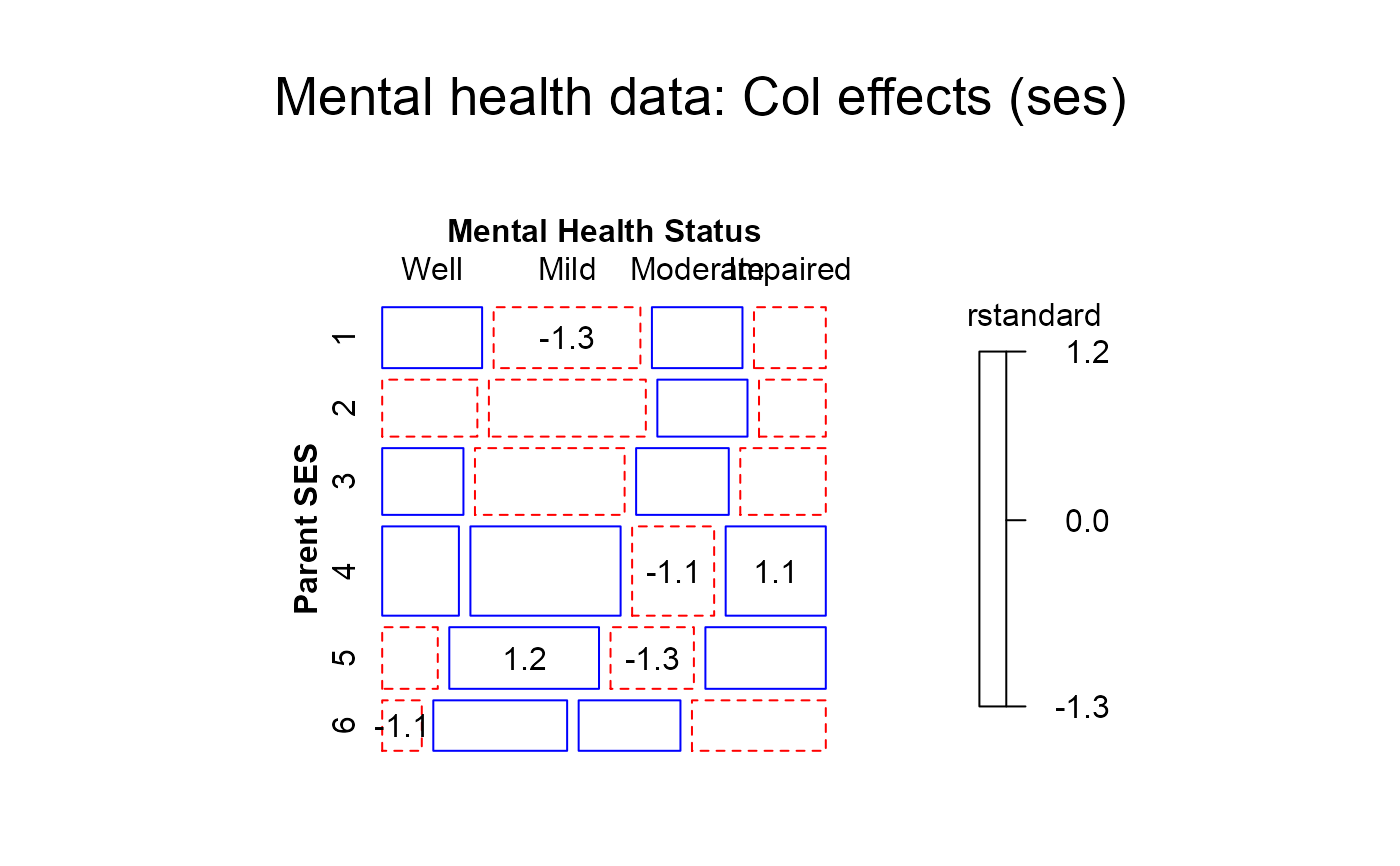 Mental health data: Col effects (ses)
Mental Health Status
Well Mild Moderate Impaired
Parent SES
1 -1.3
2
3
4 -1.1 1.1
5 1.2 -1.3
6 -1.1
rstandard
1.2
0.0
-1.3